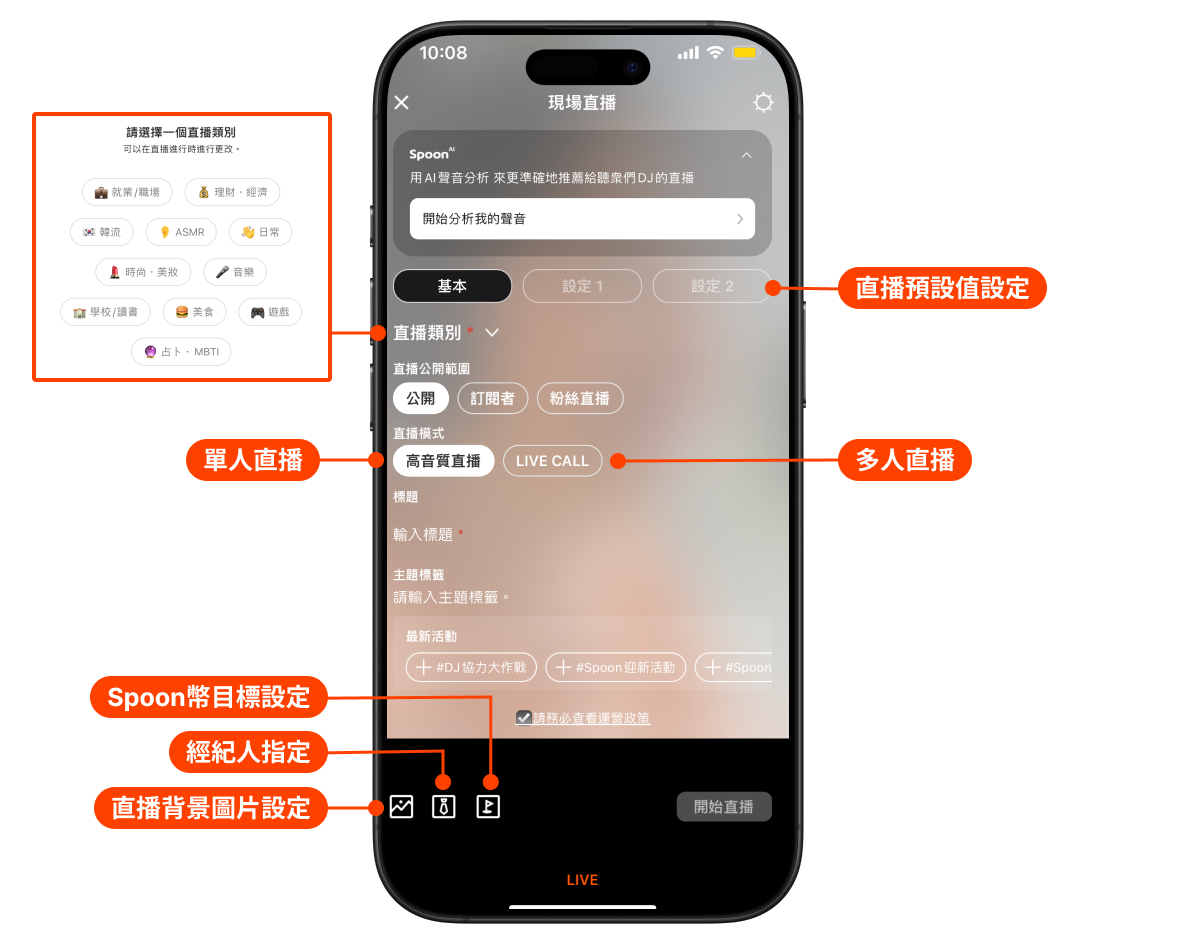 10:08
現場直播
請選擇一個直播類別
可以在直播進行時進行更改。
就業/職場
理財·經濟
韓流
ASMR
日常
時尚·美妝
音樂
學校/讀書
美食
遊戲
占卜· MBTI
Spoon AI
用AI聲音分析 來更準確地推薦給聽衆們DJ的直播
開始分析我的聲音
基本
設定 1
設定 2
直播預設值設定
直播類別 *
直播公開範圍
公開
訂閱者
粉絲直播
直播模式
單人直播
高音質直播
LIVE CALL
多人直播
標題
輸入標題 *
主題標籤
請輸入主題標籤。
最新活動
#DJ協力大作戰
#Spoon迎新活動
#Spoon
Spoon幣目標設定
請務必查看運營政策
經紀人指定
直播背景圖片設定
開始直播
LIVE